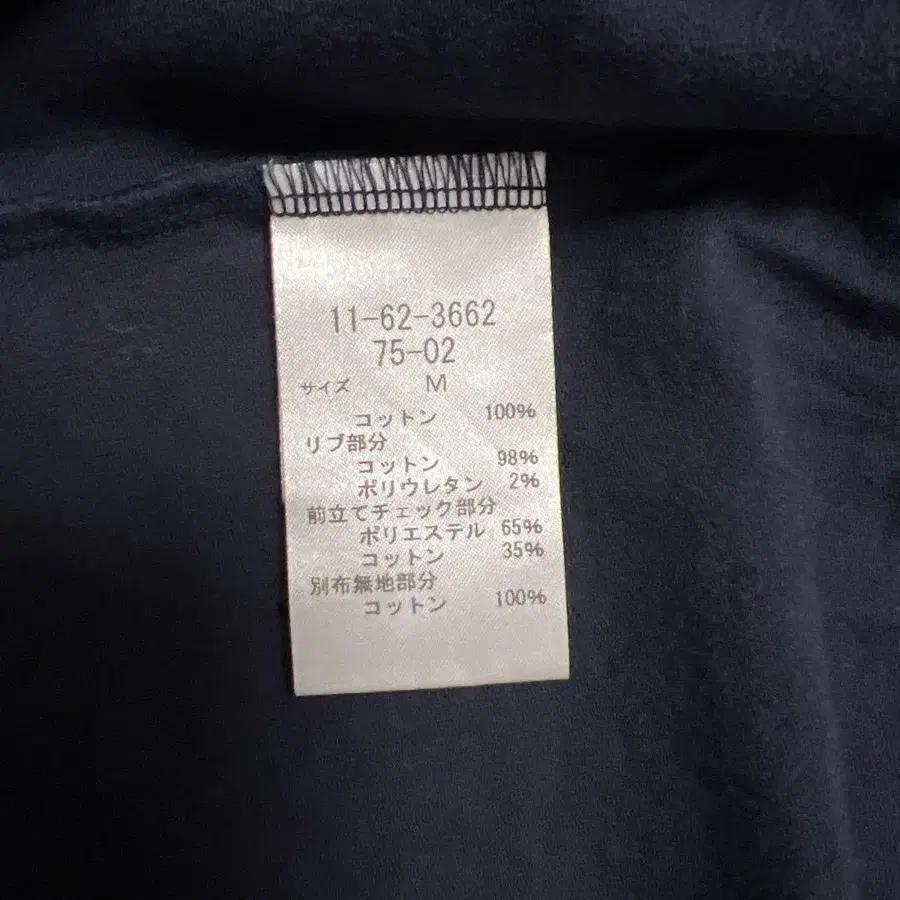 11-62-3662
75-02
サイズ M
コットン 100%
リブ部分
コットン 98%
ポリウレタン 2%
前立てチェック部分
ポリエステル 65%
コットン 35%
別布無地部分
コットン 100%